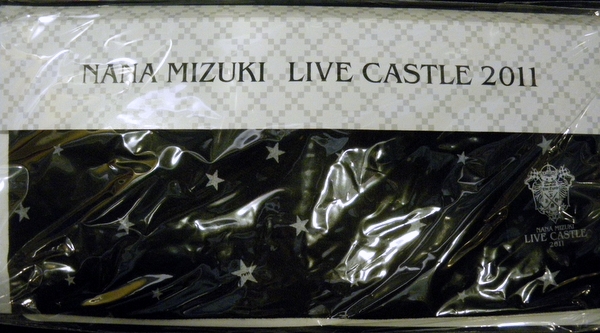 NANA MIZUKI LIVE CASTLE 2011
NANA MIZUKI
LIVE CASTLE
2011